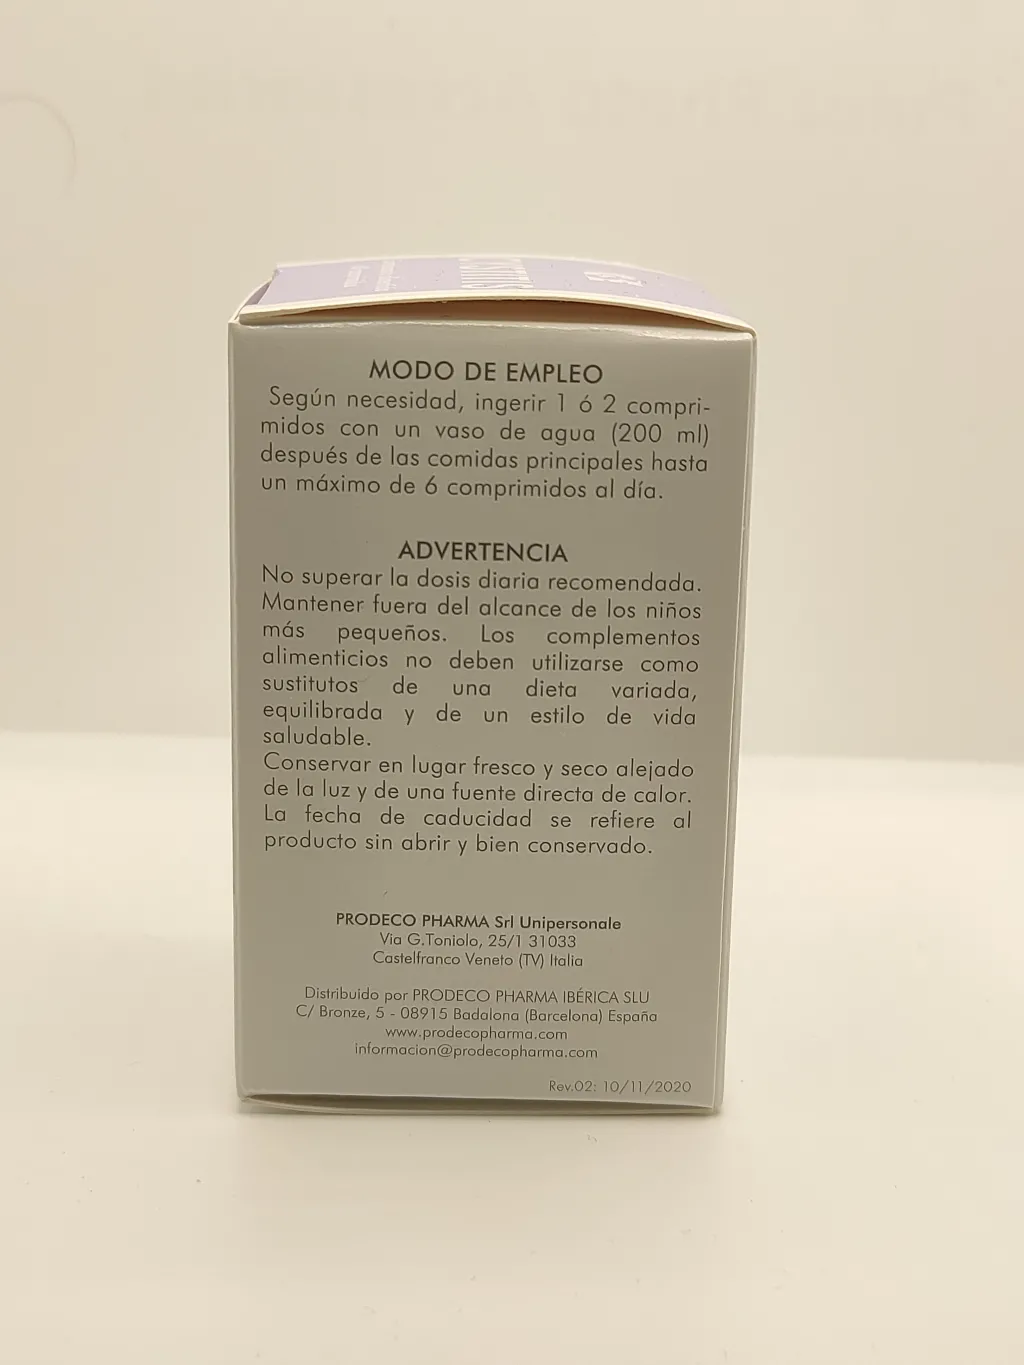 MODO DE EMPLEO
Según necesidad, ingerir 1 ó 2 compri-
midos con un vaso de agua (200 ml)
después de las comidas principales hasta
un máximo de 6 comprimidos al día.
ADVERTENCIA
No superar la dosis diaria recomendada.
Mantener fuera del alcance de los niños
más pequeños. Los complementos
alimenticios no deben utilizarse como
sustitutos de una dieta variada,
equilibrada y de un estilo de vida
saludable.
Conservar en lugar fresco y seco alejado
de la luz y de una fuente directa de calor.
La fecha de caducidad se refiere al
producto sin abrir y bien conservado.
PRODECO PHARMA Srl Unipersonale
Via G.Toniolo, 25/1 31033
Castelfranco Veneto (TV) Italia
Distribuido por PRODECO PHARMA IBÉRICA SLU
C/ Bronze, 5 - 08915 Badalona (Barcelona) España
www.prodecopharma.com
informacion@prodecopharma.com
Rev.02: 10/11/2020